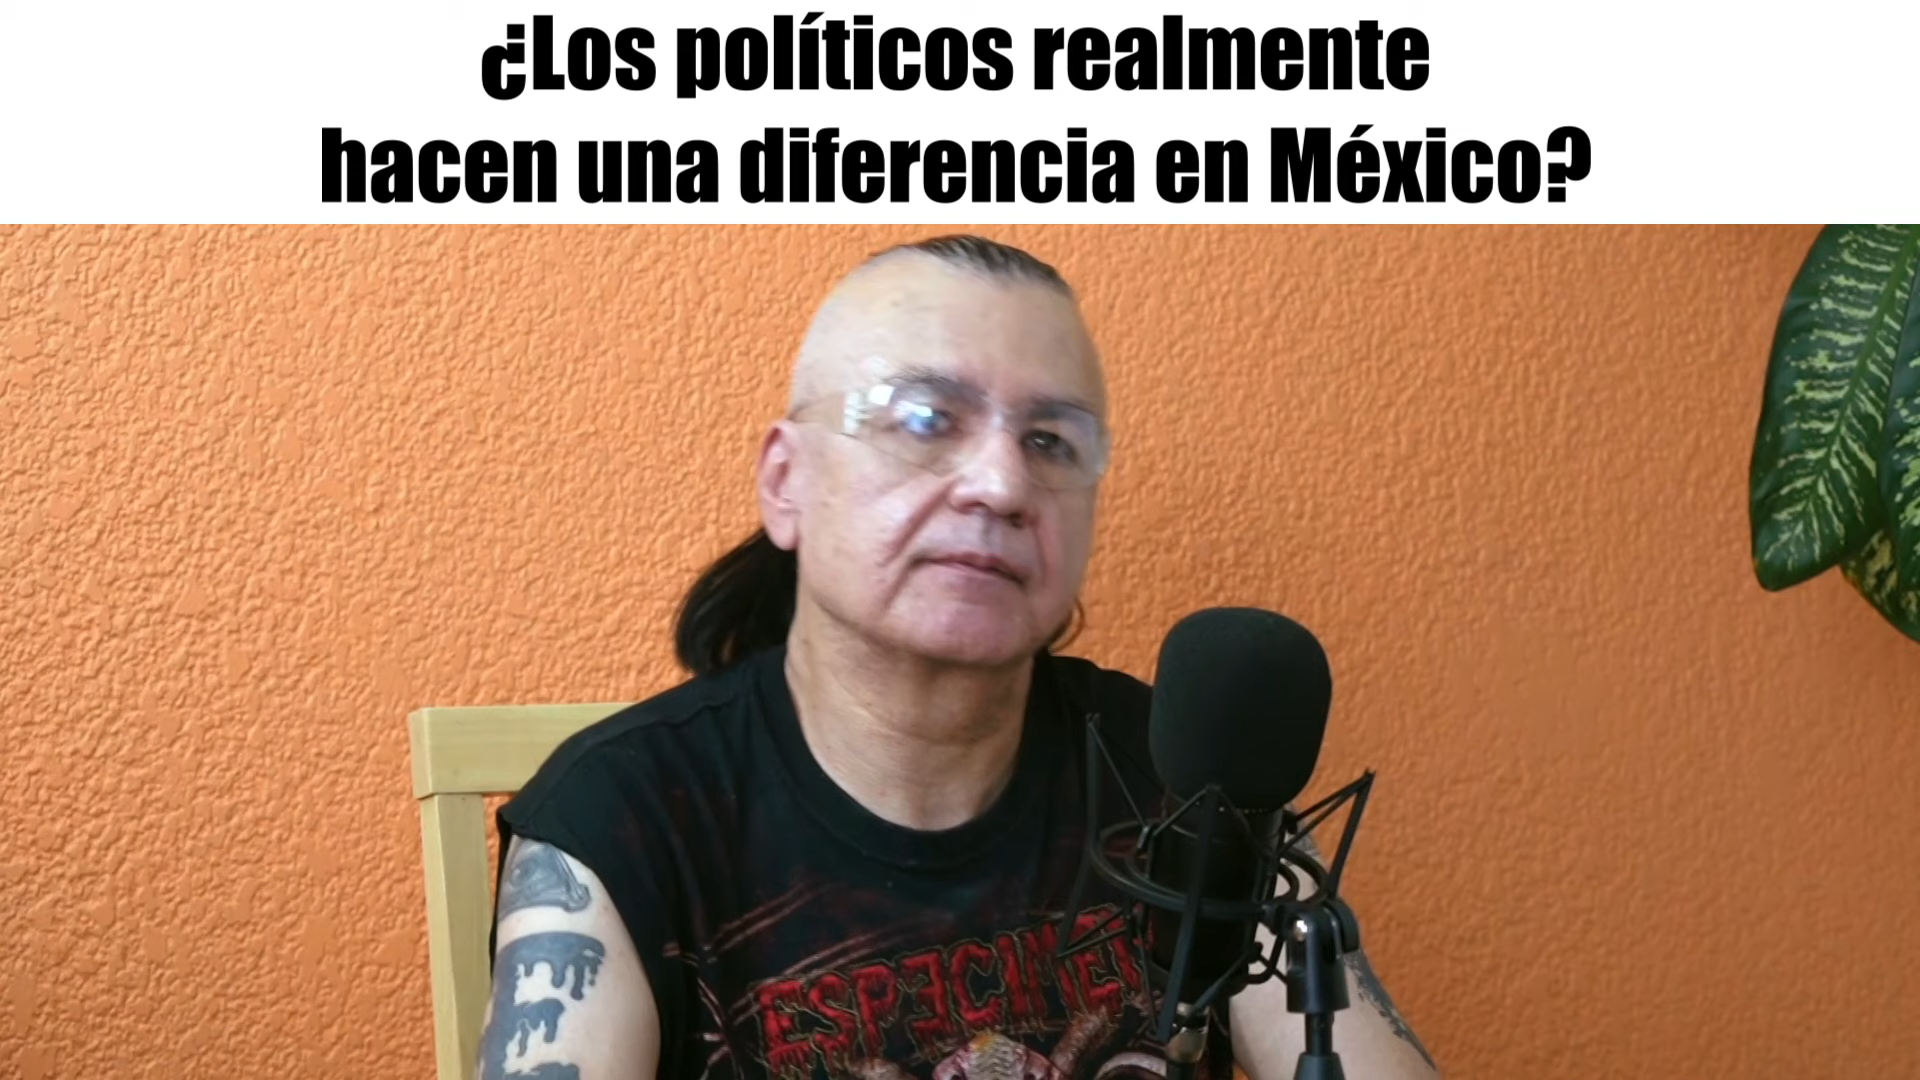 ¿Los políticos realmente
hacen una diferencia en México?